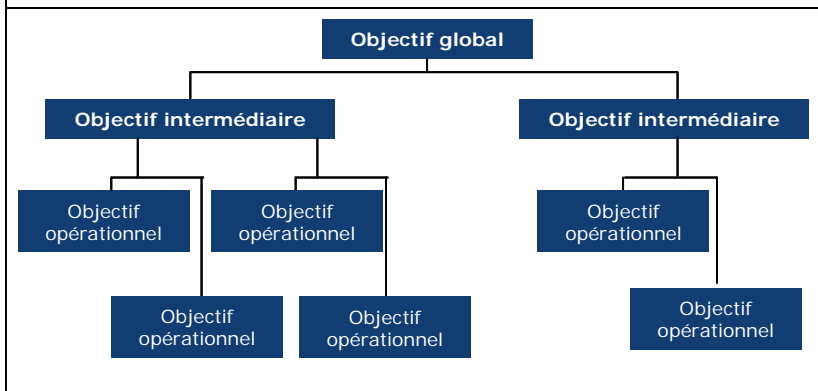 Objectif global
Objectif intermédiaire
Objectif intermédiaire
Objectif
opérationnel
Objectif
opérationnel
Objectif
opérationnel
Objectif
opérationnel
Objectif
opérationnel
Objectif
opérationnel